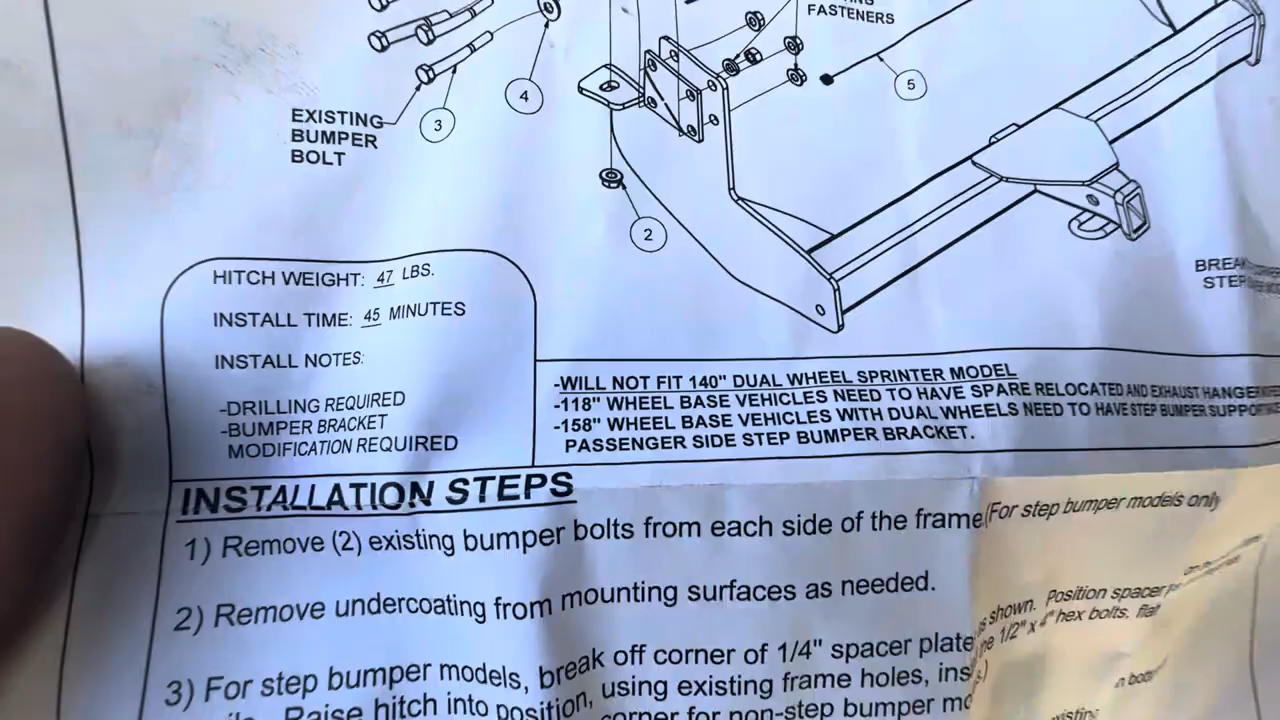 FASTENERS
4
5
3
EXISTING
BUMPER
BOLT
2
HITCH WEIGHT: 47 LBS.
INSTALL TIME: 45 MINUTES
INSTALL NOTES:
-DRILLING REQUIRED
-BUMPER BRACKET
MODIFICATION REQUIRED
STEP
-WILL NOT FIT 140" DUAL WHEEL SPRINTER MODEL
-118" WHEEL BASE VEHICLES NEED TO HAVE SPARE RELOCATED AND EXHAUST HANGER
-158" WHEEL BASE VEHICLES WITH DUAL WHEELS NEED TO HAVE STEP BUMPER
PASSENGER SIDE STEP BUMPER BRACKET.
INSTALLATION STEPS
1) Remove (2) existing bumper bolts from each side of the frame. (For step bumper models only
2) Remove undercoating from mounting surfaces as needed.
3) For step bumper models, break off corner of 1/4" spacer plate shown. Position spacer
Raise hitch into position, using existing frame holes, 1/2" x 4" hex bolts, flat
corner for non-step bumper